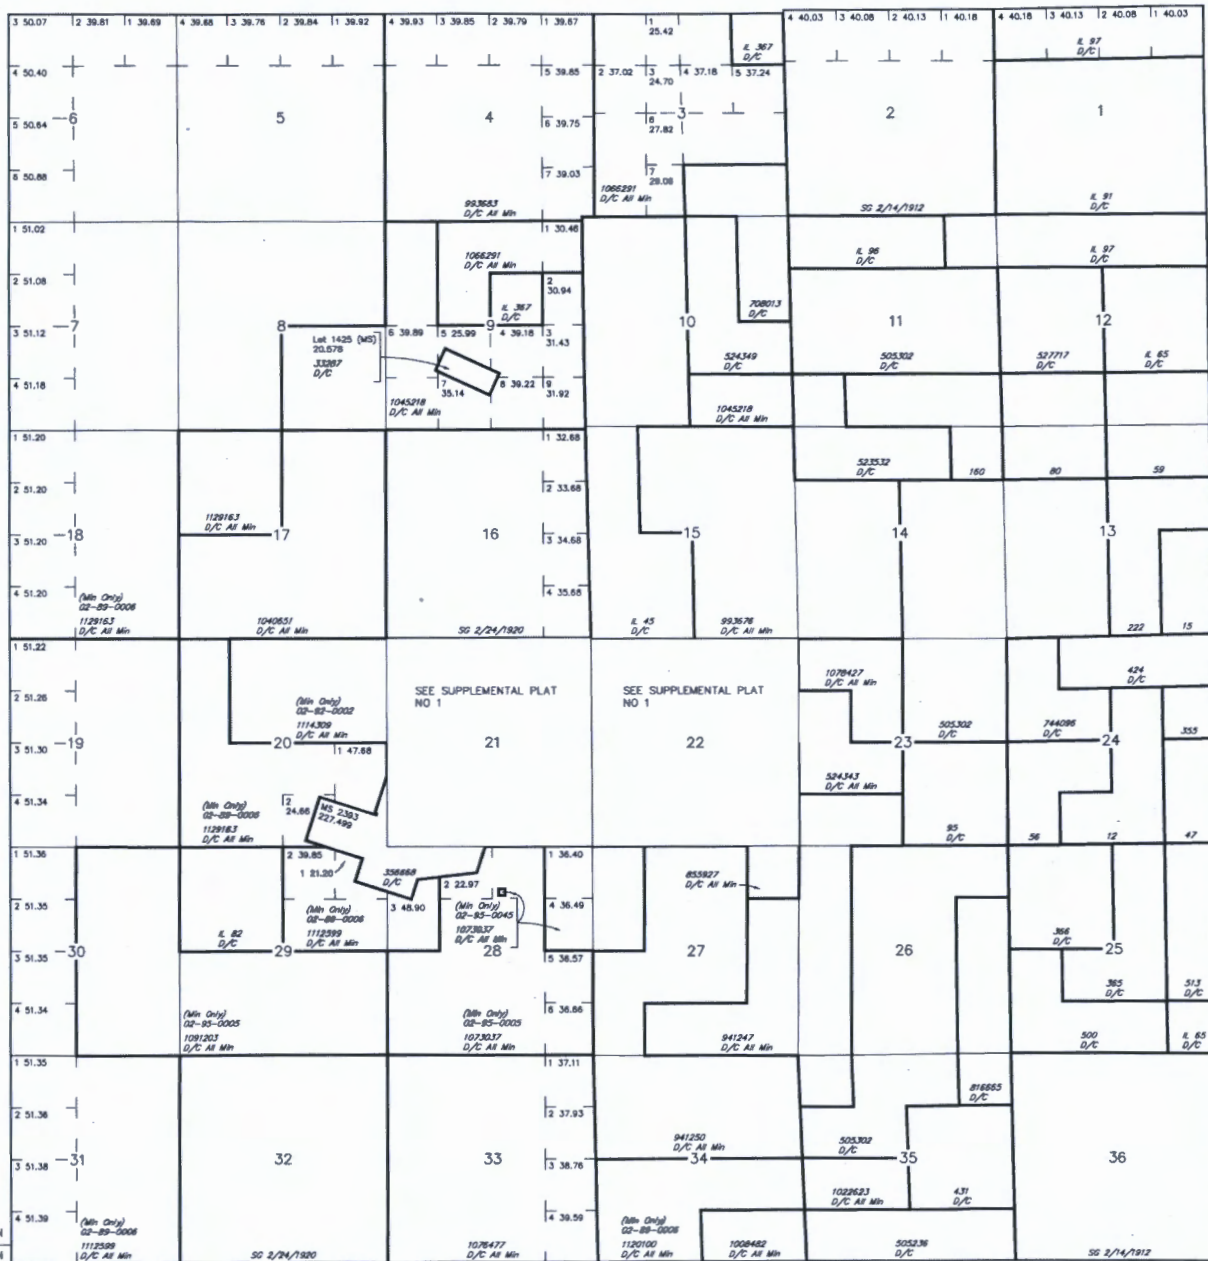 3 50.07 2 39.81 1 39.69 4 39.68 3 39.76 2 39.84 1 39.92 4 39.93 3 39.85 2 39.79 1 39.67 1 4 40.03 3 40.08 2 40.13 1 40.18 4 40.18 3 40.13 2 40.08 1 40.03
25.42
IL 367
D/C
IL 97
D/C
4 50.40 5 39.85 2 37.02 3 4 37.18 5 37.24
24.70
5 50.64 6 5 4 6 39.75 6 3 2 1
27.82
6 50.88 7 39.03 7
28.08
993683
D/C All Min
1066291
D/C All Min
SG 2/14/1912
IL 91
D/C
1 51.02 1 30.46
1066291
D/C All Min
IL 96
D/C
IL 97
D/C
2 51.08 2
30.94
IL 367
D/C
708013
D/C
3 51.12 7 8 6 39.89 5 25.99 9 4 39.18 3 10 11 12
31.43
Lot 1425 (MS)
20.678
33287
D/C
524349
D/C All Min
505302
D/C All Min
527717
D/C All Min
IL 65
D/C
4 51.18 7 8 39.22 9
35.14 31.92
1045218
D/C All Min
1045218
D/C All Min
1 51.20 1 32.68
523532
D/C All Min
160 80 59
2 51.20 2 33.68
1129163
D/C All Min
3 51.20 18 17 16 3 34.68 15 14 13
4 51.20 4 35.68
(Min Only)
02-89-0006
1129163
D/C All Min
1040651
D/C All Min
SG 2/24/1920
IL 45
D/C
993676
D/C All Min
222 15
1 51.22
1078427
D/C All Min
424
D/C
2 51.26
SEE SUPPLEMENTAL PLAT
NO 1
SEE SUPPLEMENTAL PLAT
NO 1
(Min Only)
02-92-0002
1114309
D/C All Min
505302
D/C
744096
D/C All Min
355
3 51.30 19 20 1 47.68 21 22 23 24
524343
D/C All Min
4 51.34 2
24.66
MS 2393
227.499
(Min Only)
02-89-0006
1129163
D/C All Min
95
D/C
56 12 47
1 51.36 2 39.85 1 36.40
1 21.20
356668
D/C
2 22.97
855927
D/C All Min
2 51.35 3 48.90 4 36.49
(Min Only)
02-89-0006
1112599
D/C All Min
(Min Only)
02-95-0045
1073037
D/C All Min
IL 82
D/C
366
D/C
3 51.35 30 29 28 5 36.57 27 26 25
365
D/C
513
D/C
4 51.34 6 36.66
(Min Only)
02-95-0005
1091203
D/C All Min
(Min Only)
02-95-0005
1073037
D/C All Min
941247
D/C All Min
500
D/C
IL 65
D/C
1 51.35 1 37.11
816665
D/C All Min
2 51.36 2 37.93
941250
D/C All Min
505302
D/C
3 51.38 31 32 33 3 38.76 34 35 36
1022623
D/C All Min
431
D/C
4 51.39 4 39.59
(Min Only)
02-89-0006
1112599
D/C All Min
SG 2/24/1920
1076477
D/C All Min
(Min Only)
02-89-0006
1120100
D/C All Min
1008482
D/C All Min
505236
D/C
SG 2/14/1912